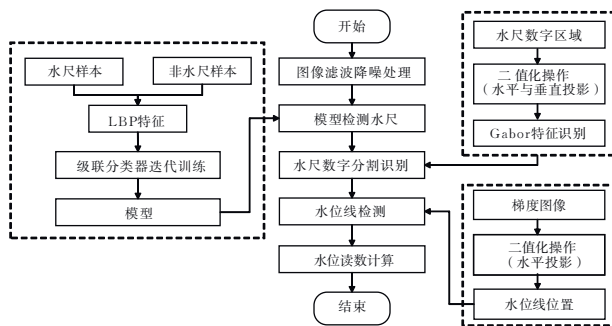 开始
图像滤波降噪处理
模型检测水尺
水尺数字分割识别
水位线检测
水位读数计算
结束
水尺样本
非水尺样本
LBP特征
级联分类器迭代训练
模型
水尺数字区域
二值化操作
（水平与垂直投影）
Gabor特征识别
梯度图像
二值化操作
（水平投影）
水位线位置